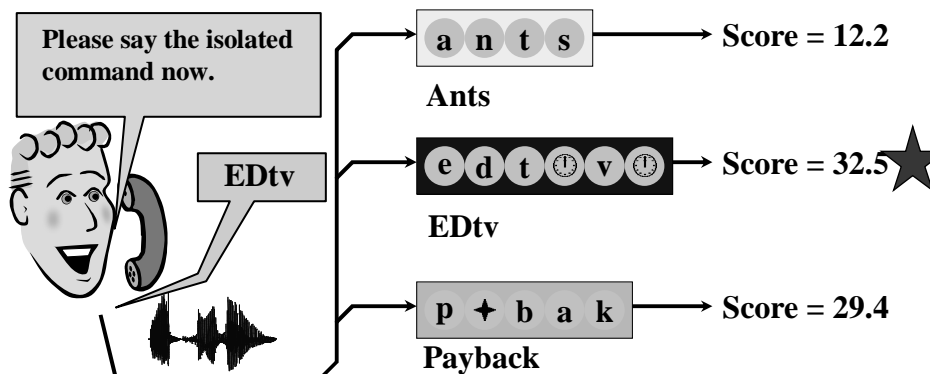 Please say the isolated
command now.
EDtv
a n t s
Score = 12.2
Ants
e d t v
Score = 32.5
EDtv
p b a k
Score = 29.4
Payback